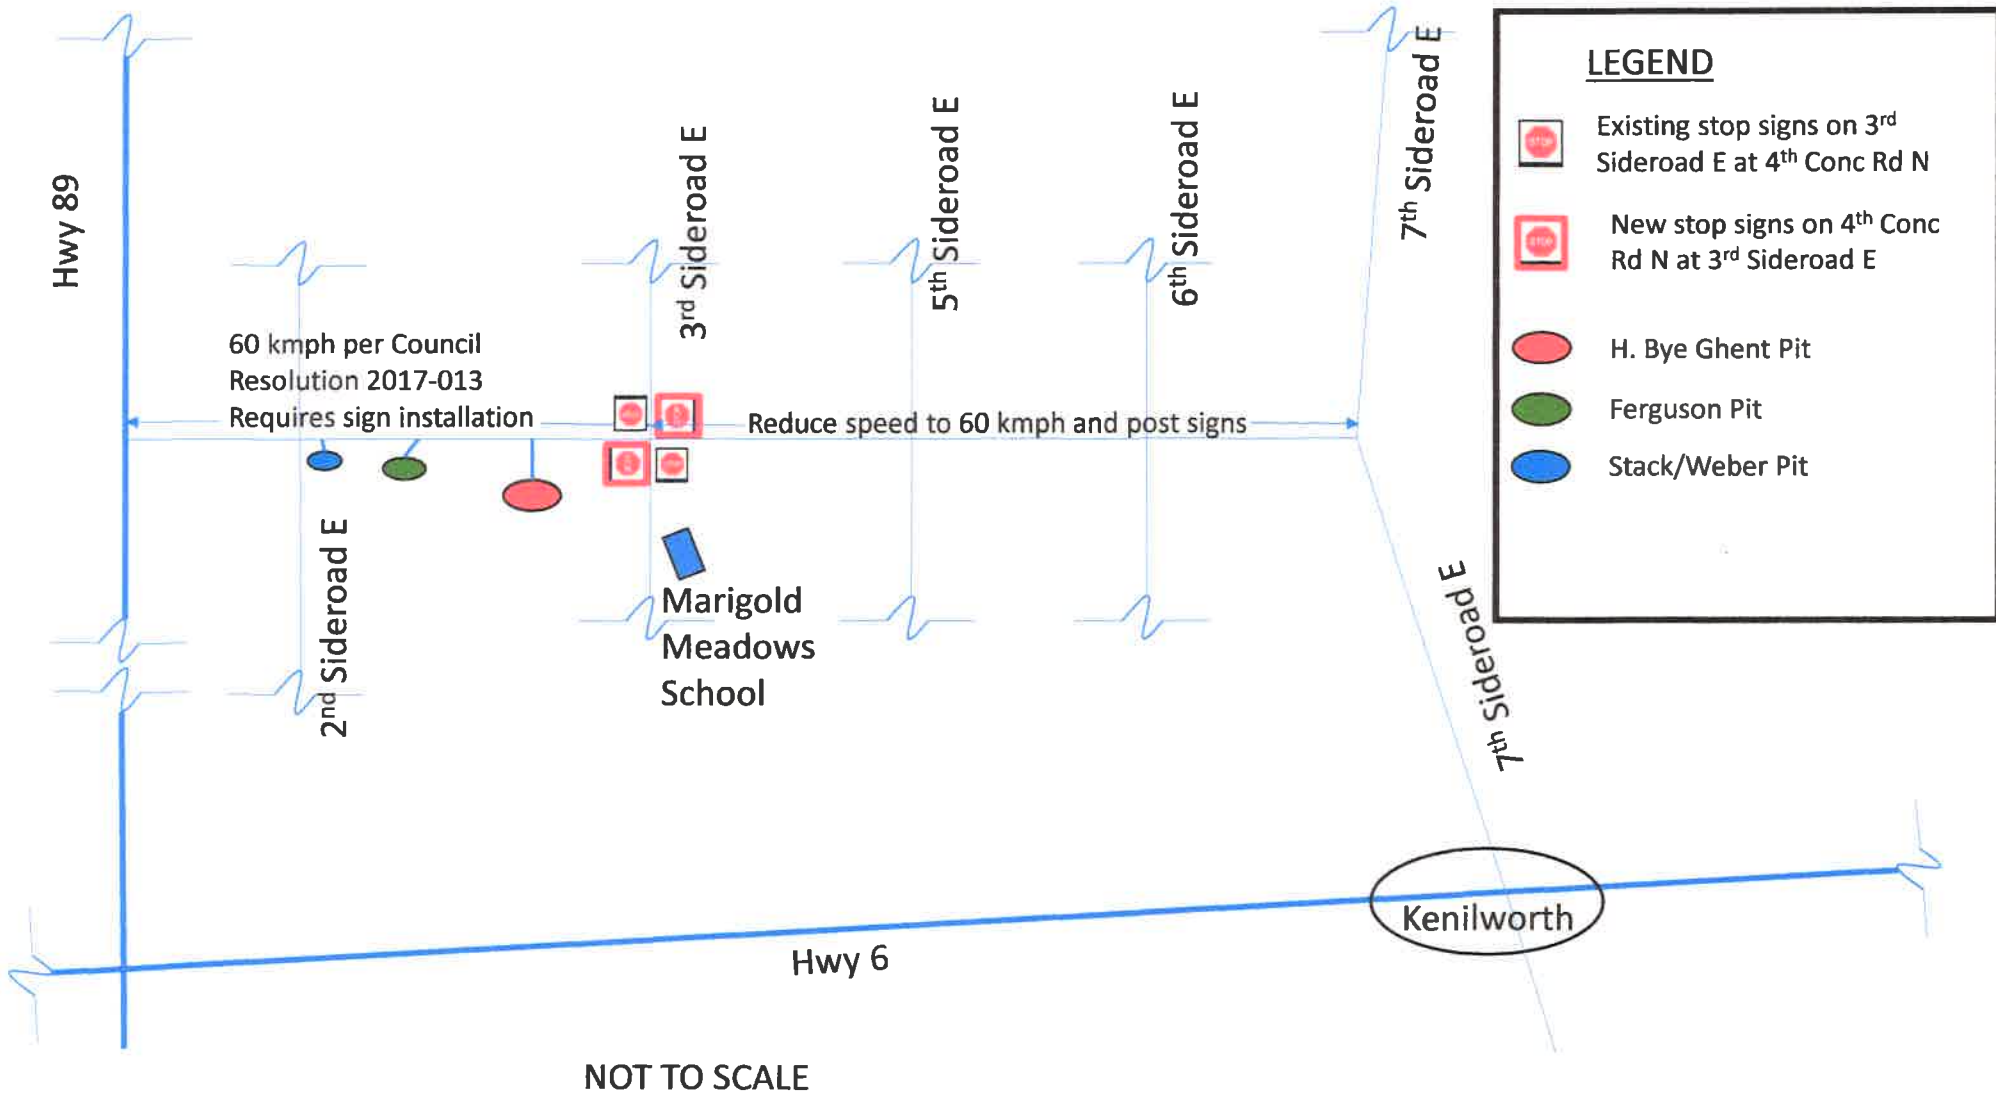 Hwy 89
60 kmph per Council
Resolution 2017-013
Requires sign installation
2nd Sideroad E
3rd Sideroad E
5th Sideroad E
6th Sideroad E
7th Sideroad E
Reduce speed to 60 kmph and post signs
Marigold
Meadows
School
7th Sideroad E
Kenilworth
Hwy 6
NOT TO SCALE
LEGEND
STOP
Existing stop signs on 3rd
Sideroad E at 4th Conc Rd N
STOP
New stop signs on 4th Conc
Rd N at 3rd Sideroad E
H. Bye Ghent Pit
Ferguson Pit
Stack/Weber Pit